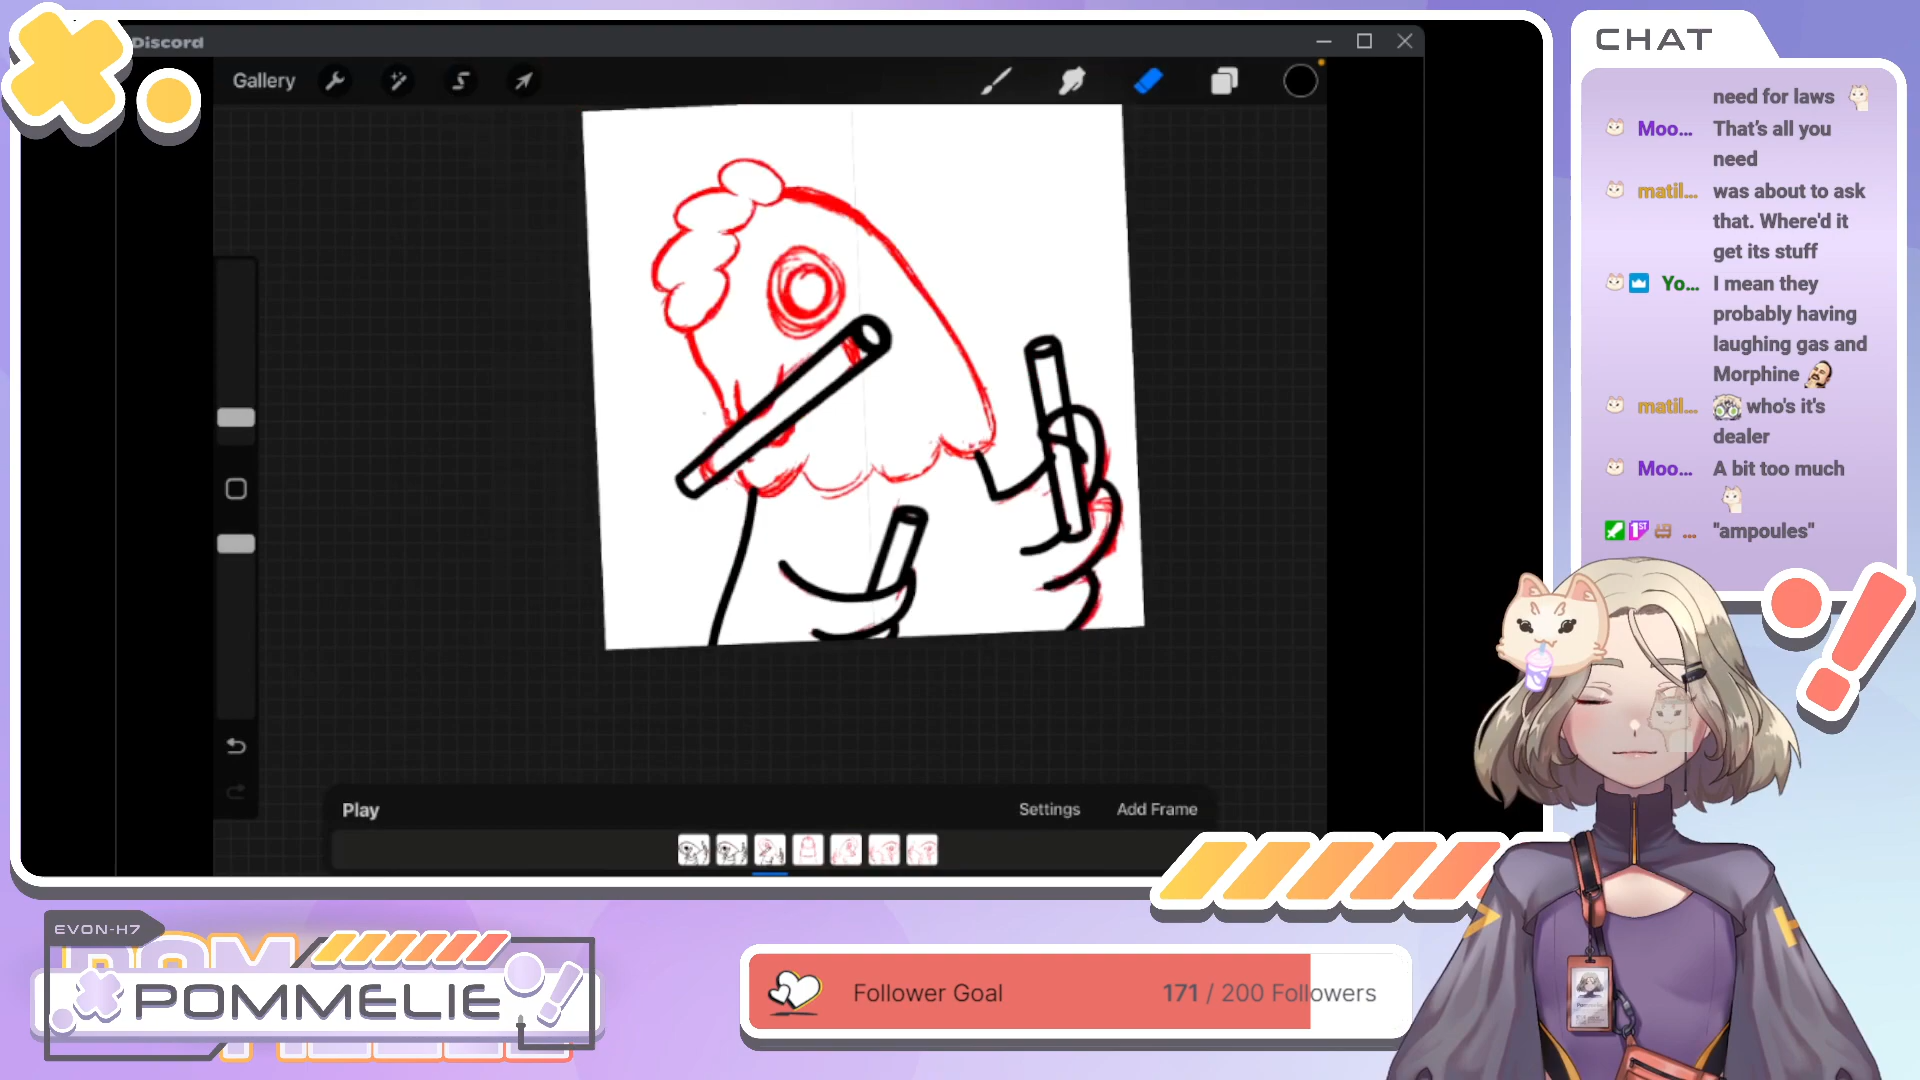 Discord
Gallery
CHAT
need for laws
Moo... That's all you
need
matil... was about to ask
that. Where'd it
get its stuff
Yo... I mean they
probably having
laughing gas and
Morphine
matil... who's it's
dealer
Moo... A bit too much
... "ampoules"
Play
Settings
Add Frame
EVON-H7
POMMELIE
Follower Goal
171 / 200 Followers